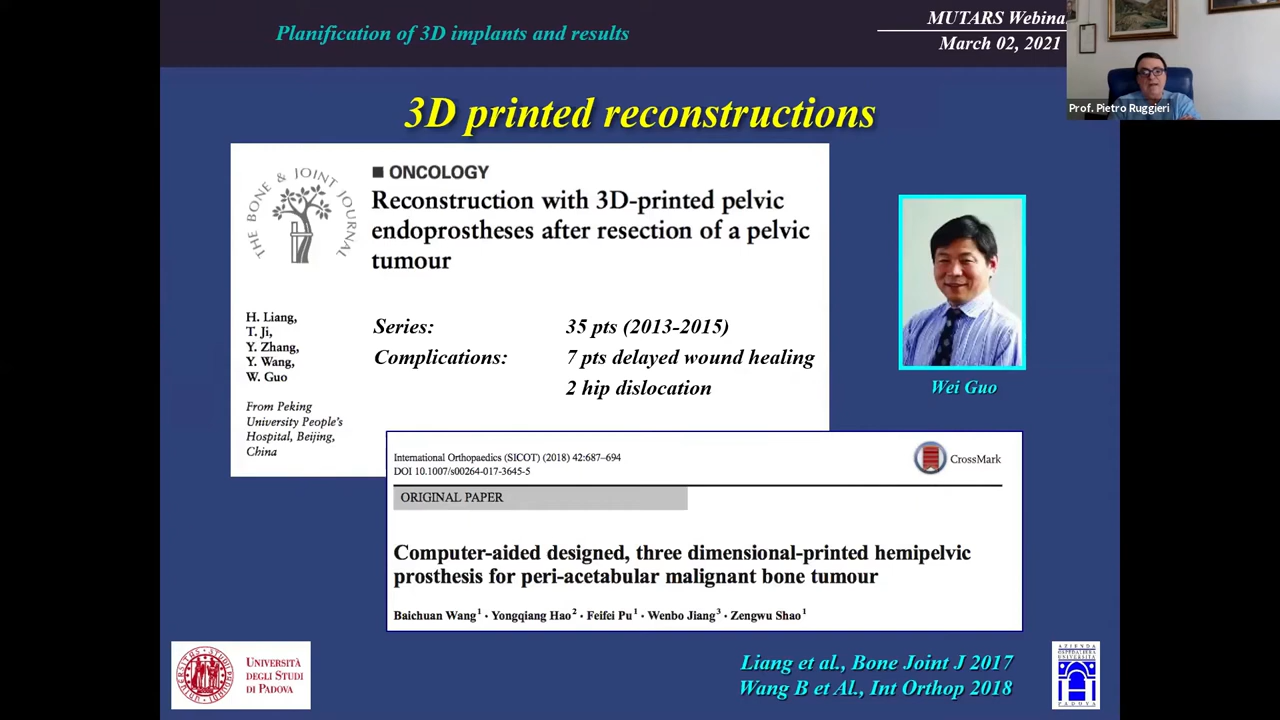 Planification of 3D implants and results
MUTARS Webina
March 02, 2021
Prof. Pietro Ruggieri
3D printed reconstructions
THE BONE & JOINT JOURNAL
■ ONCOLOGY
Reconstruction with 3D-printed pelvic
endoprostheses after resection of a pelvic
tumour
H. Liang,
T. Ji,
Y. Zhang,
Y. Wang,
W. Guo
From Peking
University People's
Hospital, Beijing,
China
Series: 35 pts (2013-2015)
Complications: 7 pts delayed wound healing
2 hip dislocation
Wei Guo
International Orthopaedics (SICOT) (2018) 42:687–694
DOI 10.1007/s00264-017-3645-5
CrossMark
ORIGINAL PAPER
Computer-aided designed, three dimensional-printed hemipelvic
prosthesis for peri-acetabular malignant bone tumour
Baichuan Wang1 · Yongqiang Hao2 · Feifei Pu1 · Wenbo Jiang3 · Zengwu Shao1
UNIVERSITÀ
DEGLI STUDI
DI PADOVA
Liang et al., Bone Joint J 2017
Wang B et Al., Int Orthop 2018
AZIENDA
OSPEDALIERA
UNIVERSITÀ
PADOVA